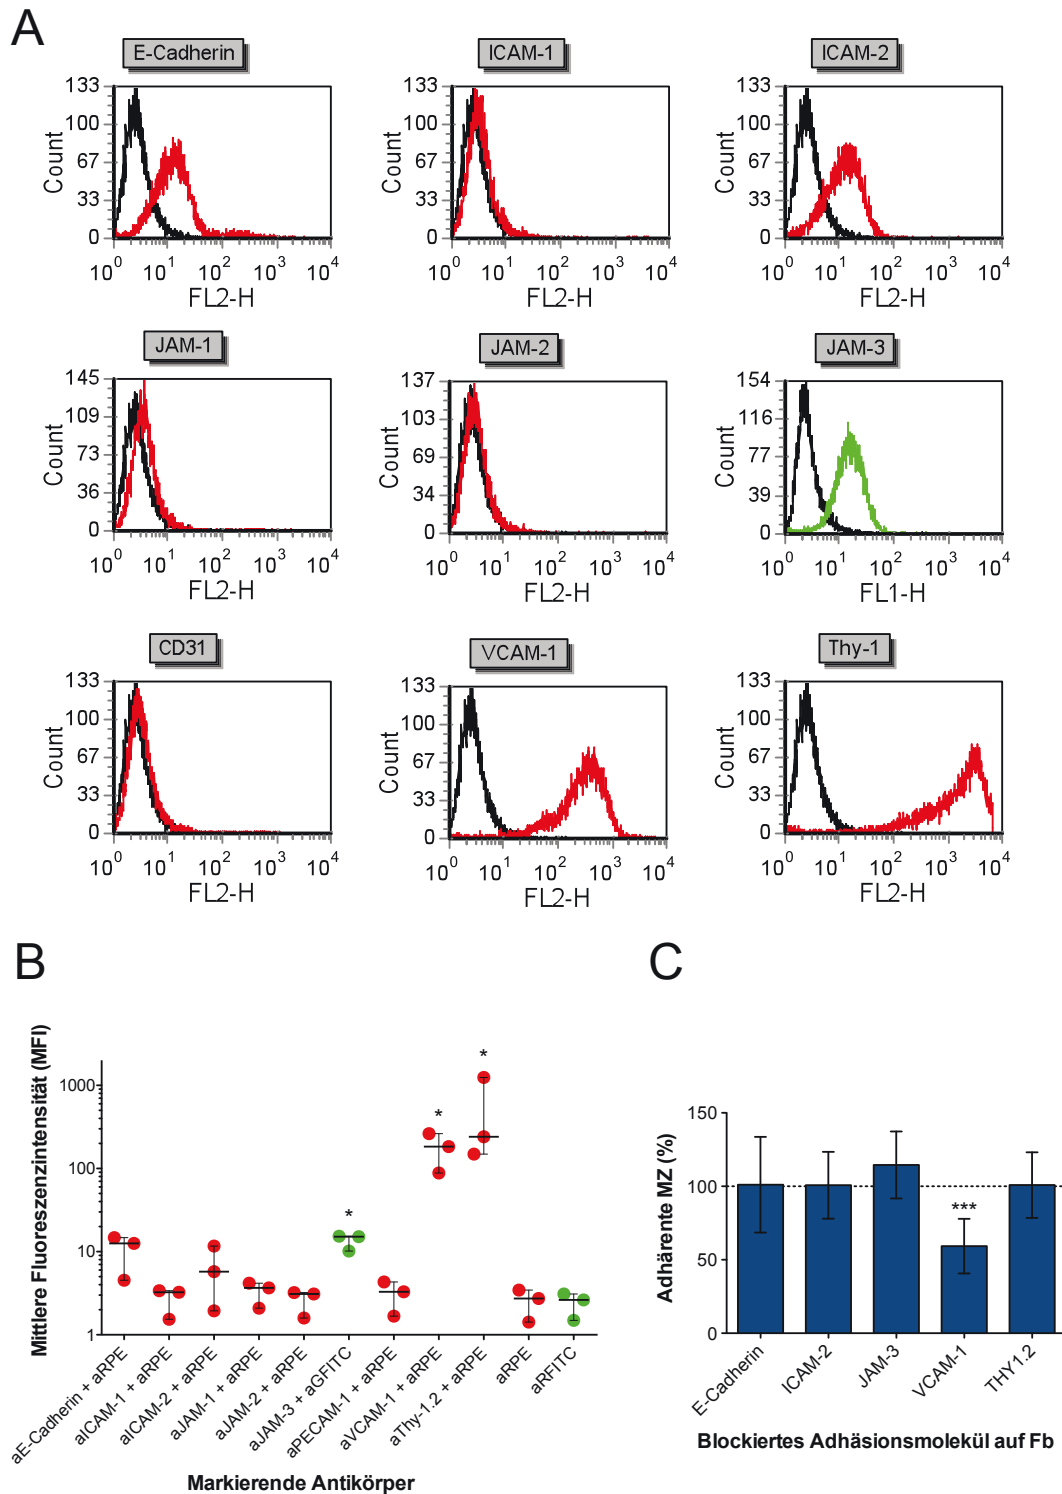 A
E-Cadherin
ICAM-1
ICAM-2
133
100
67
33
0
Count
10^0 10^1 10^2 10^3 10^4
FL2-H
133
100
67
33
0
Count
10^0 10^1 10^2 10^3 10^4
FL2-H
133
100
67
33
0
Count
10^0 10^1 10^2 10^3 10^4
FL2-H
JAM-1
JAM-2
JAM-3
145
109
73
36
0
Count
10^0 10^1 10^2 10^3 10^4
FL2-H
137
103
69
34
0
Count
10^0 10^1 10^2 10^3 10^4
FL2-H
154
116
77
39
0
Count
10^0 10^1 10^2 10^3 10^4
FL1-H
CD31
VCAM-1
Thy-1
133
100
67
33
0
Count
10^0 10^1 10^2 10^3 10^4
FL2-H
133
100
67
33
0
Count
10^0 10^1 10^2 10^3 10^4
FL2-H
133
100
67
33
0
Count
10^0 10^1 10^2 10^3 10^4
FL2-H
B
Mittlere Fluoreszenzintensität (MFI)
1000
100
10
1
*
*
*
aE-Cadherin + aRPE
aICAM-1 + aRPE
aICAM-2 + aRPE
aJAM-1 + aRPE
aJAM-2 + aRPE
aJAM-3 + aGFITC
aPECAM-1 + aRPE
aVCAM-1 + aRPE
aThy-1.2 + aRPE
aRPE
aRFITC
Markierende Antikörper
C
Adhärente MZ (%)
150
100
50
0
***
E-Cadherin
ICAM-2
JAM-3
VCAM-1
THY1.2
Blockiertes Adhäsionsmolekül auf Fb